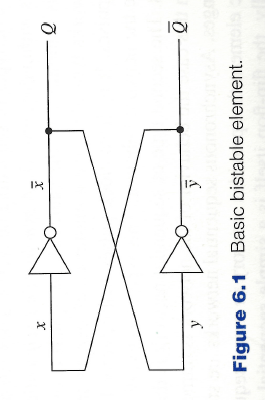 x
x̄
Q
y
ȳ
Q̄
Figure 6.1 Basic bistable element.